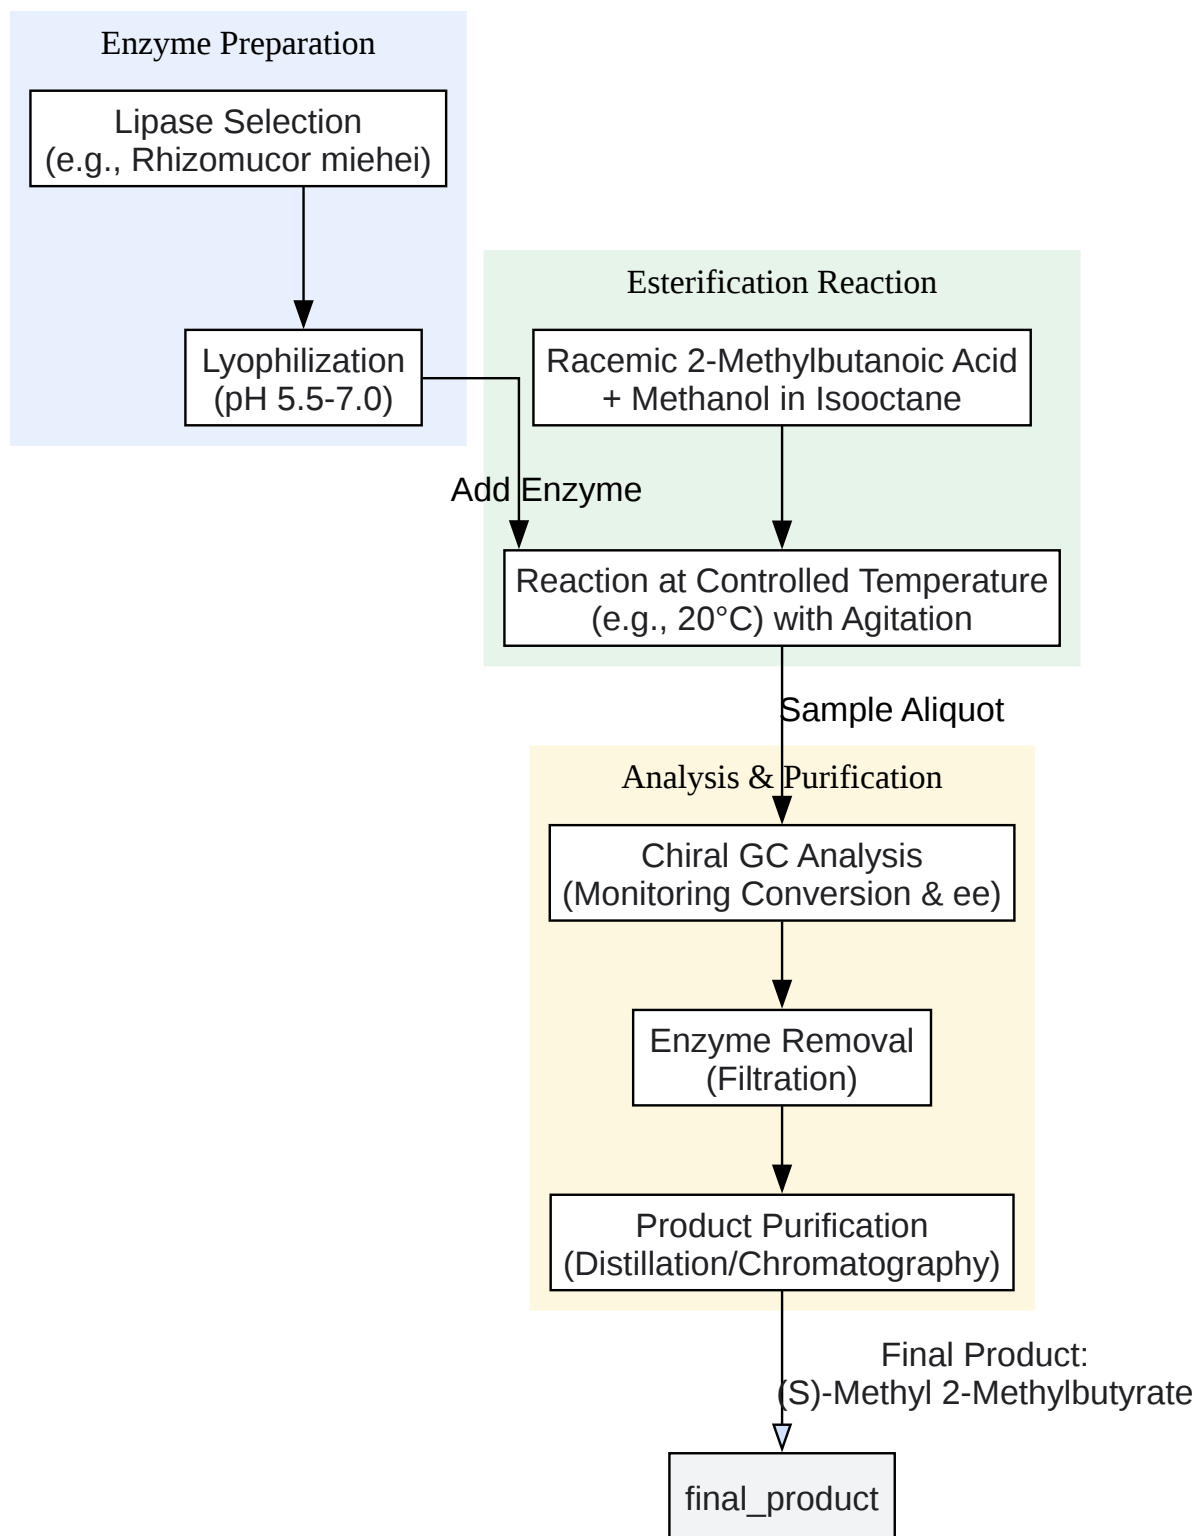 Enzyme Preparation
Lipase Selection
(e.g., Rhizomucor miehei)
Lyophilization
(pH 5.5-7.0)
Esterification Reaction
Racemic 2-Methylbutanoic Acid
+ Methanol in Isooctane
Add Enzyme
Reaction at Controlled Temperature
(e.g., 20°C) with Agitation
Sample Aliquot
Analysis & Purification
Chiral GC Analysis
(Monitoring Conversion & ee)
Enzyme Removal
(Filtration)
Product Purification
(Distillation/Chromatography)
Final Product:
(S)-Methyl 2-Methylbutyrate
final_product